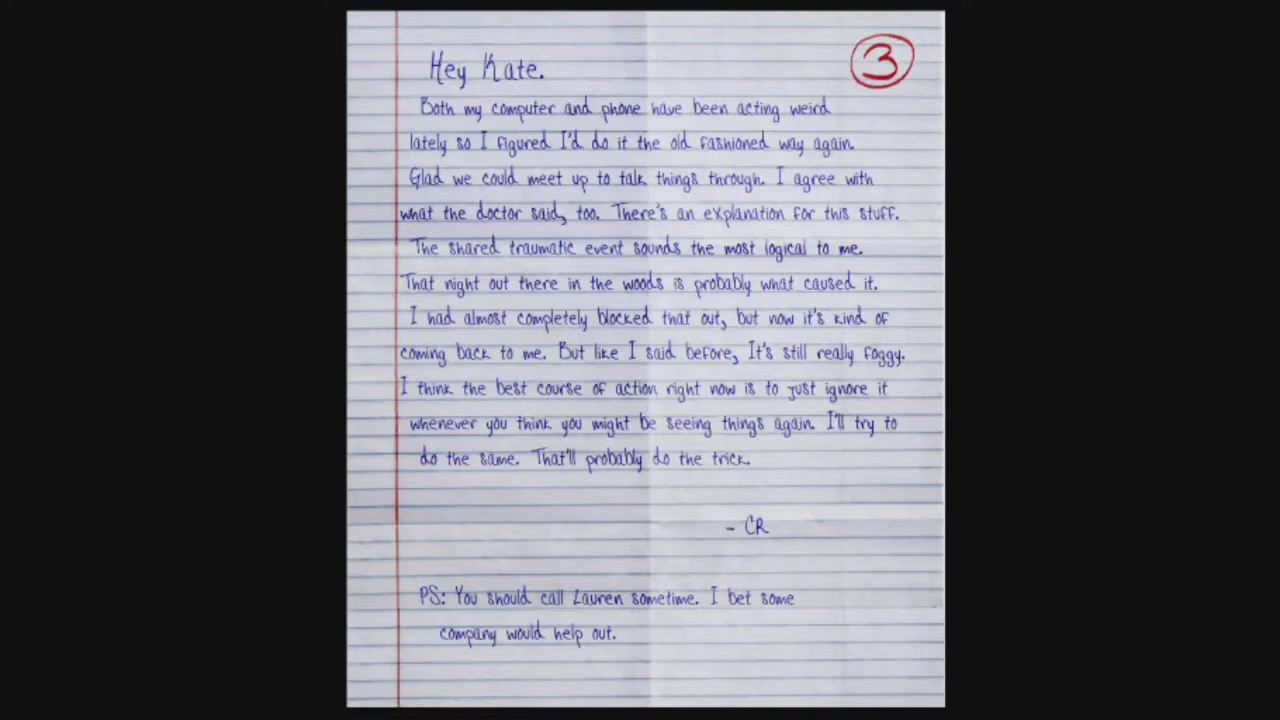 3
Hey Kate.
Both my computer and phone have been acting weird
lately so I figured I'd do it the old fashioned way again.
Glad we could meet up to talk things through. I agree with
what the doctor said, too. There's an explanation for this stuff.
The shared traumatic event sounds the most logical to me.
That night out there in the woods is probably what caused it.
I had almost completely blocked that out, but now it's kind of
coming back to me. But like I said before, It's still really foggy.
I think the best course of action right now is to just ignore it
whenever you think you might be seeing things again. I'll try to
do the same. That'll probably do the trick.
- CR
PS: You should call Lauren sometime. I bet some
company would help out.